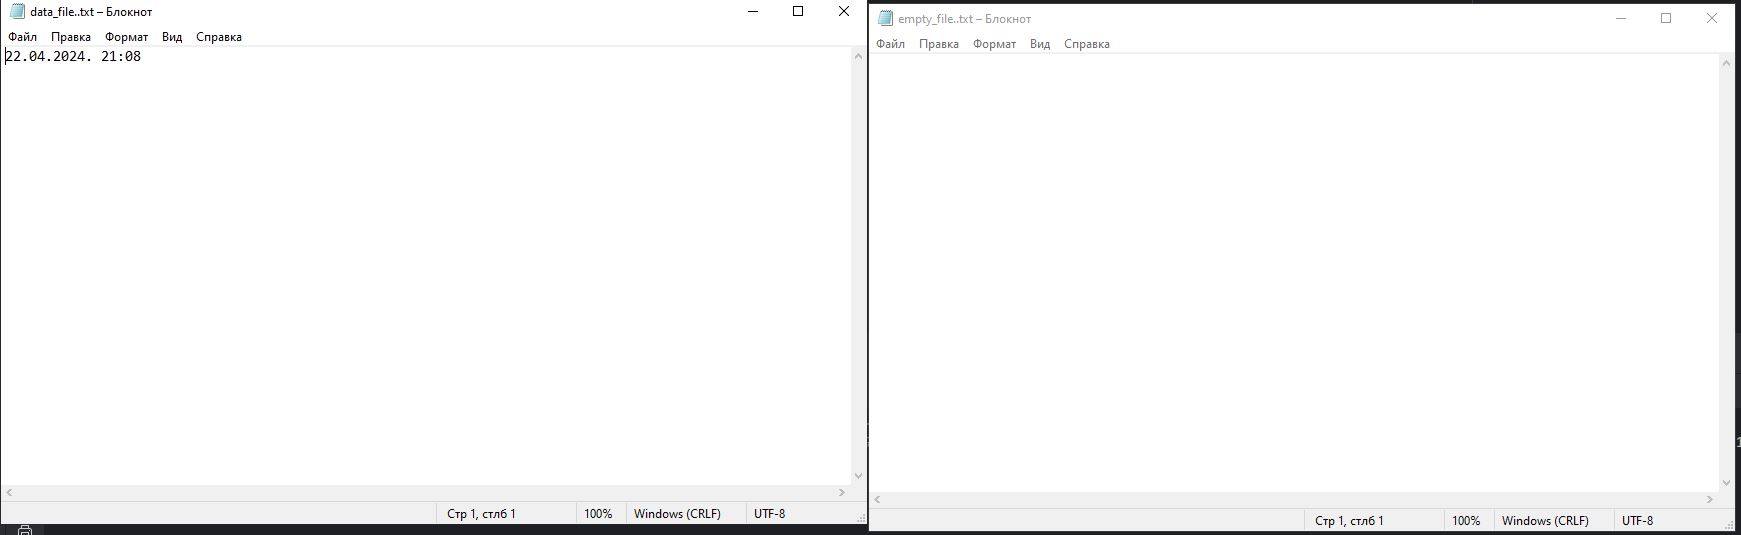 data_file..txt – Блокнот
Файл Правка Формат Вид Справка
22.04.2024. 21:08
Стр 1, стлб 1 100% Windows (CRLF) UTF-8
empty_file..txt – Блокнот
Файл Правка Формат Вид Справка
Стр 1, стлб 1 100% Windows (CRLF) UTF-8